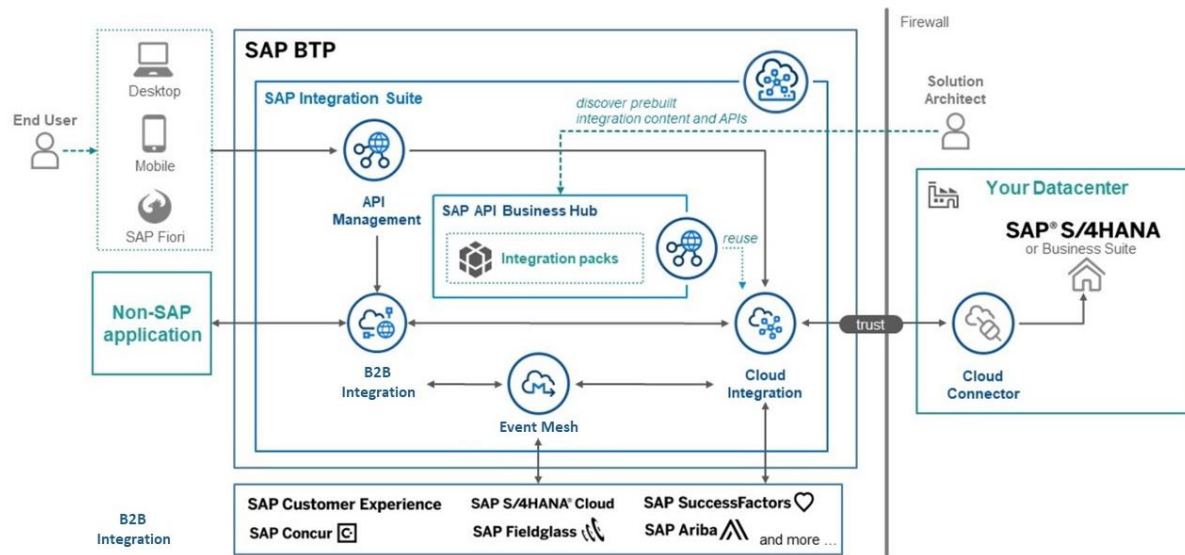 Firewall
SAP BTP
Desktop
Mobile
SAP Fiori
End User
SAP Integration Suite
discover prebuilt
integration content and APIs
Solution
Architect
API
Management
SAP API Business Hub
Integration packs
reuse
Your Datacenter
SAP® S/4HANA
or Business Suite
Non-SAP
application
trust
B2B
Integration
Event Mesh
Cloud
Integration
Cloud
Connector
SAP Customer Experience
SAP S/4HANA® Cloud
SAP SuccessFactors
SAP Concur C
SAP Fieldglass
SAP Ariba
and more ...
B2B
Integration